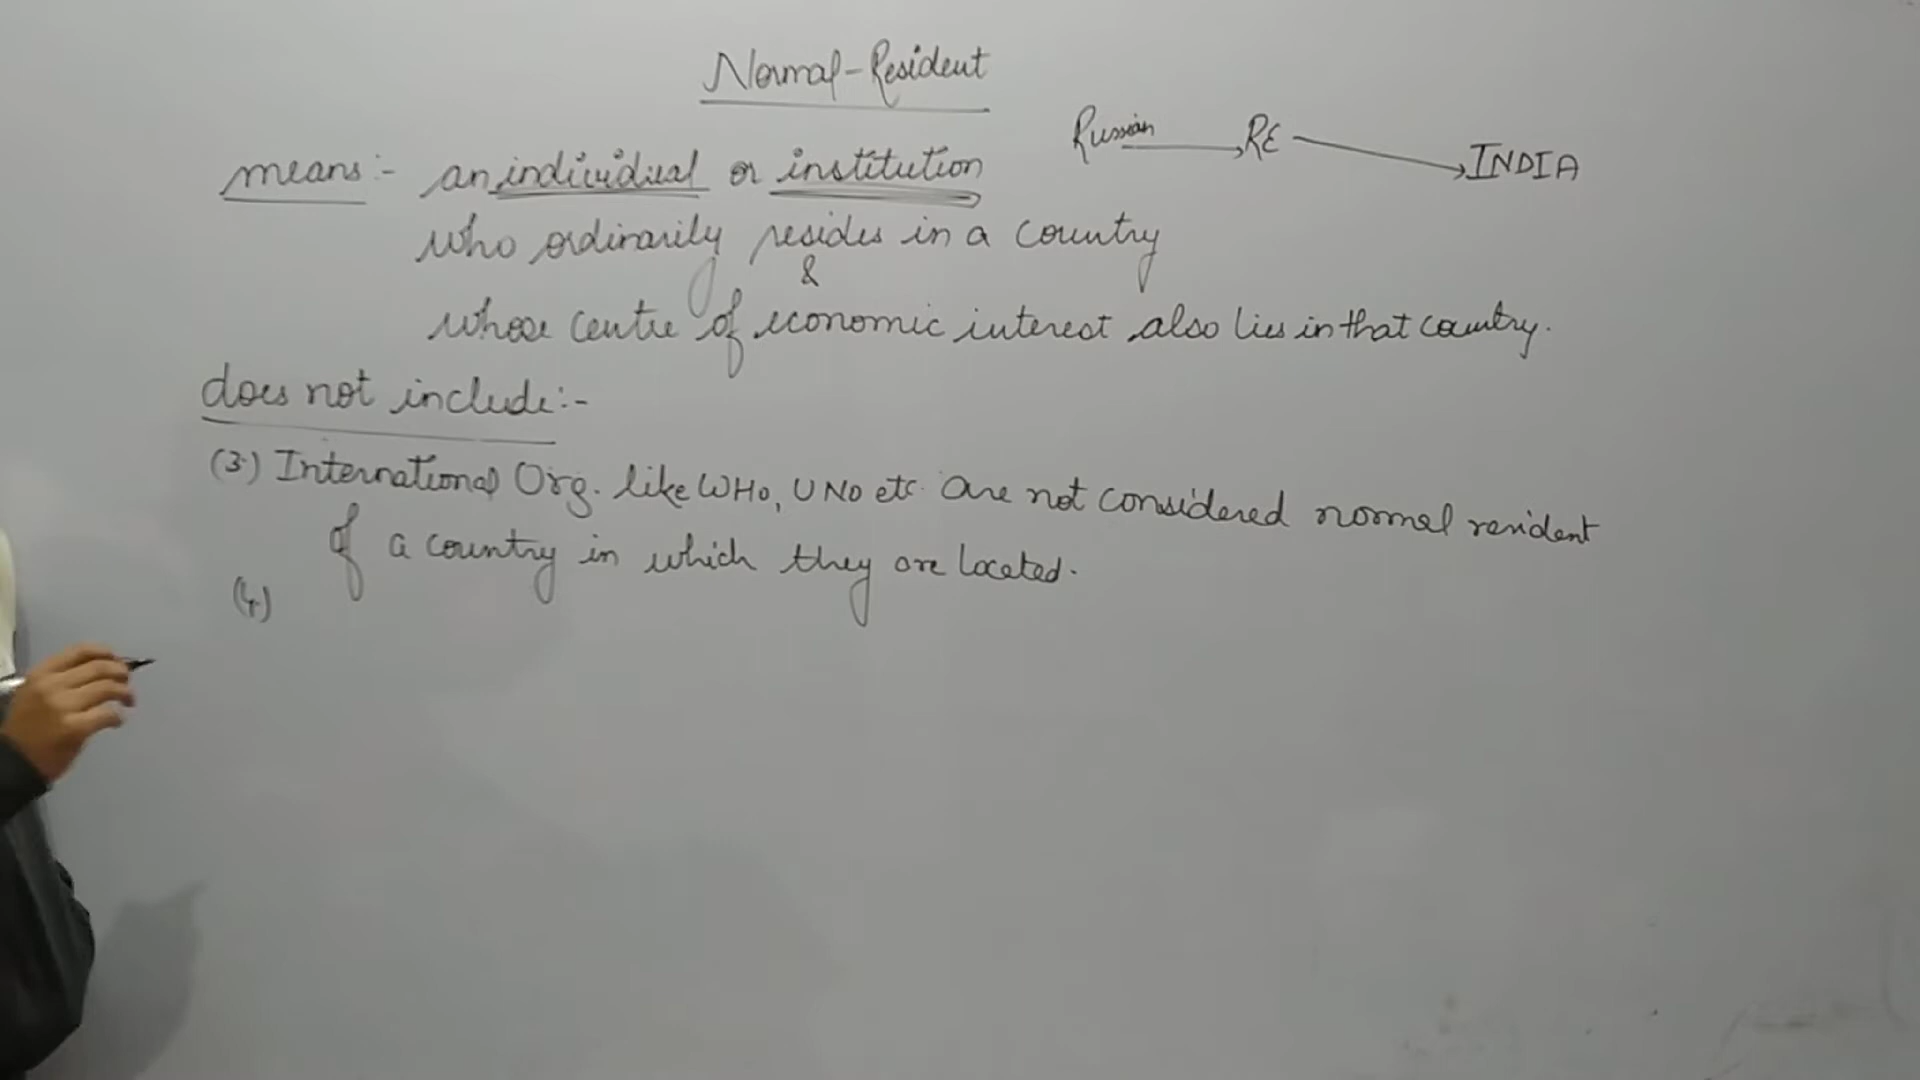 Normal-Resident
Russian → RE → INDIA
means:- an individual or institution
who ordinarily resides in a country
&
whose centre of economic interest also lies in that country.
does not include:-
(3.) International Org. like WHO, UNO etc. are not considered normal resident
of a country in which they are located.
(4.)